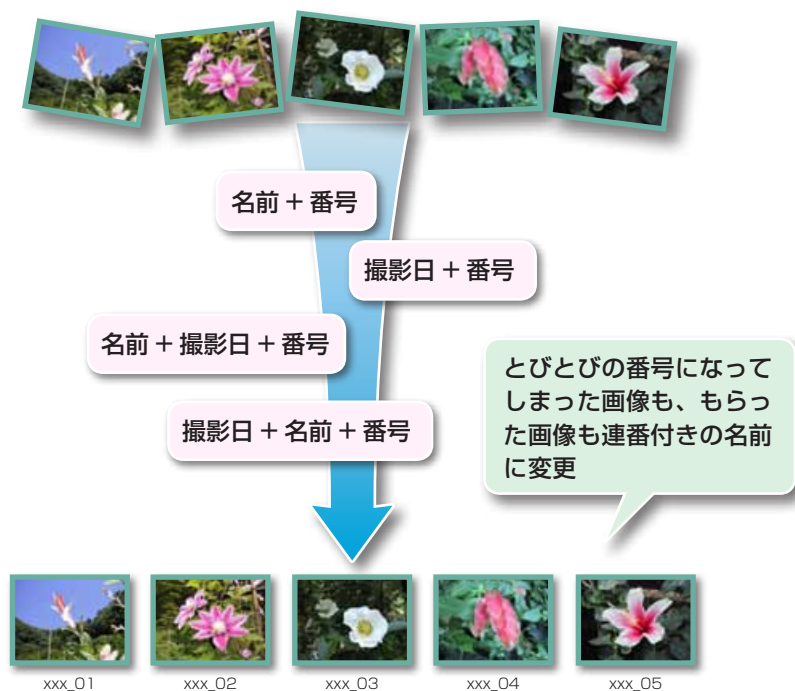 名前 + 番号
撮影日 + 番号
名前 + 撮影日 + 番号
撮影日 + 名前 + 番号
とびとびの番号になって
しまった画像も、もらっ
た画像も連番付きの名前
に変更
xxx_01
xxx_02
xxx_03
xxx_04
xxx_05